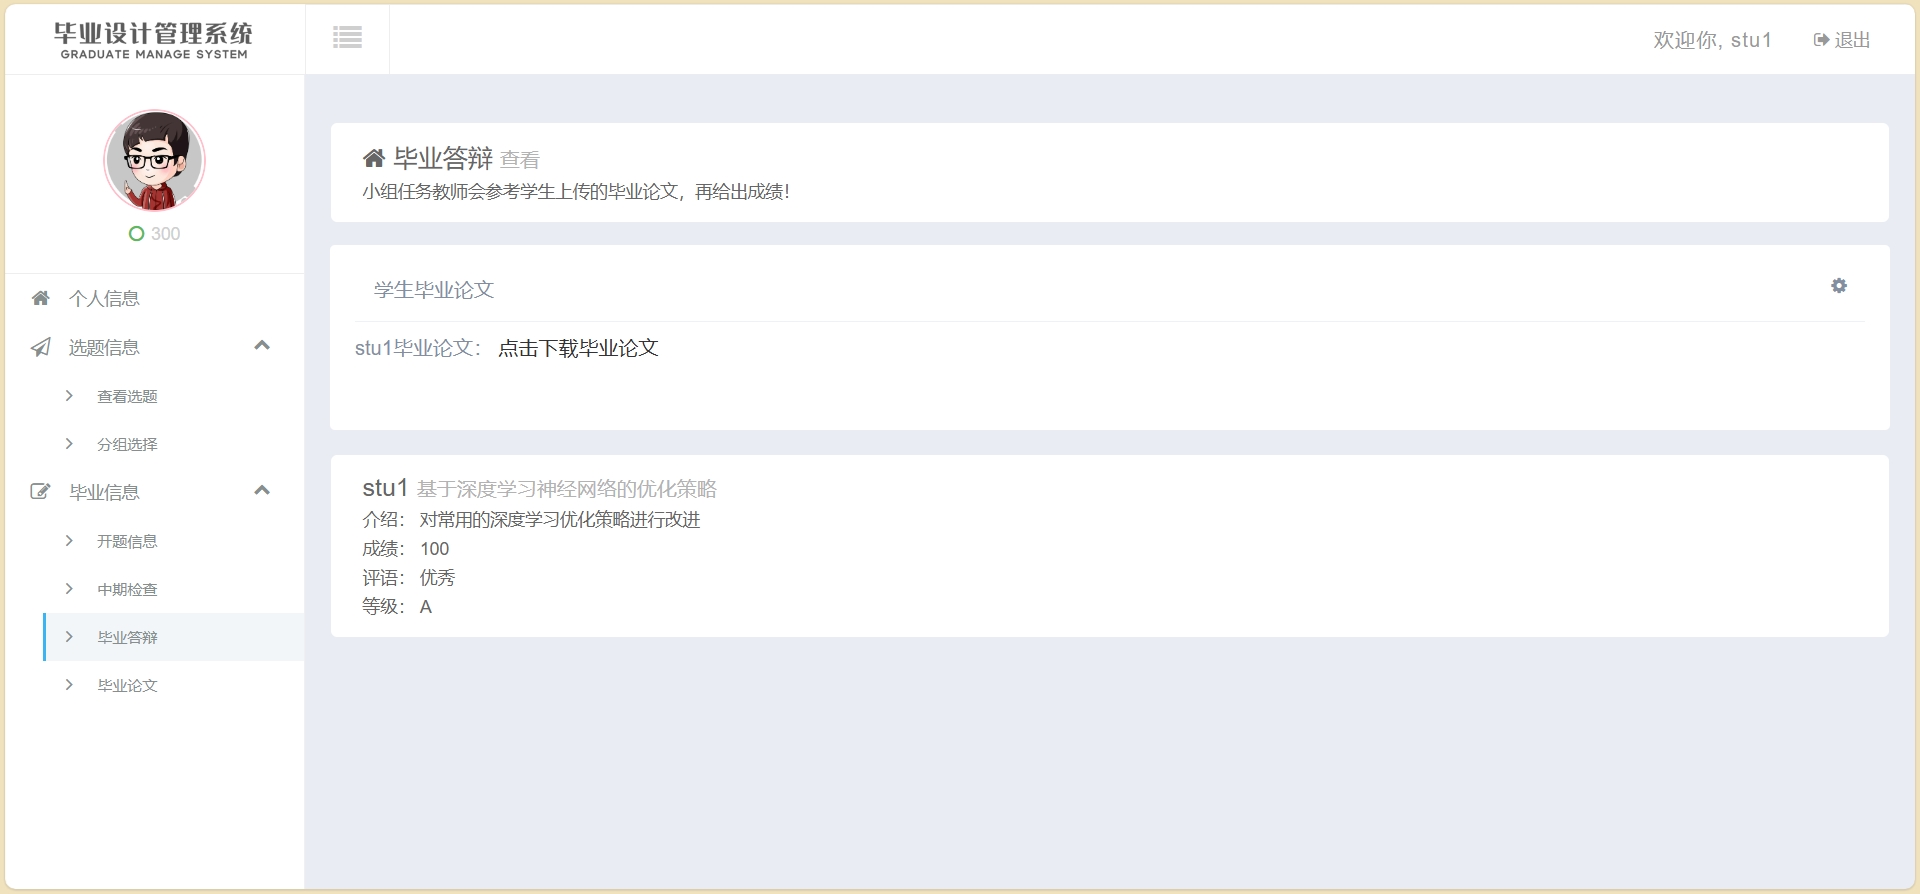 毕业设计管理系统
GRADUATE MANAGE SYSTEM
欢迎你, stu1
退出
300
个人信息
选题信息
查看选题
分组选择
毕业信息
开题信息
中期检查
毕业答辩
毕业论文
毕业答辩 查看
小组任务教师会参考学生上传的毕业论文，再给出成绩！
学生毕业论文
stu1毕业论文： 点击下载毕业论文
stu1 基于深度学习神经网络的优化策略
介绍： 对常用的深度学习优化策略进行改进
成绩： 100
评语： 优秀
等级： A